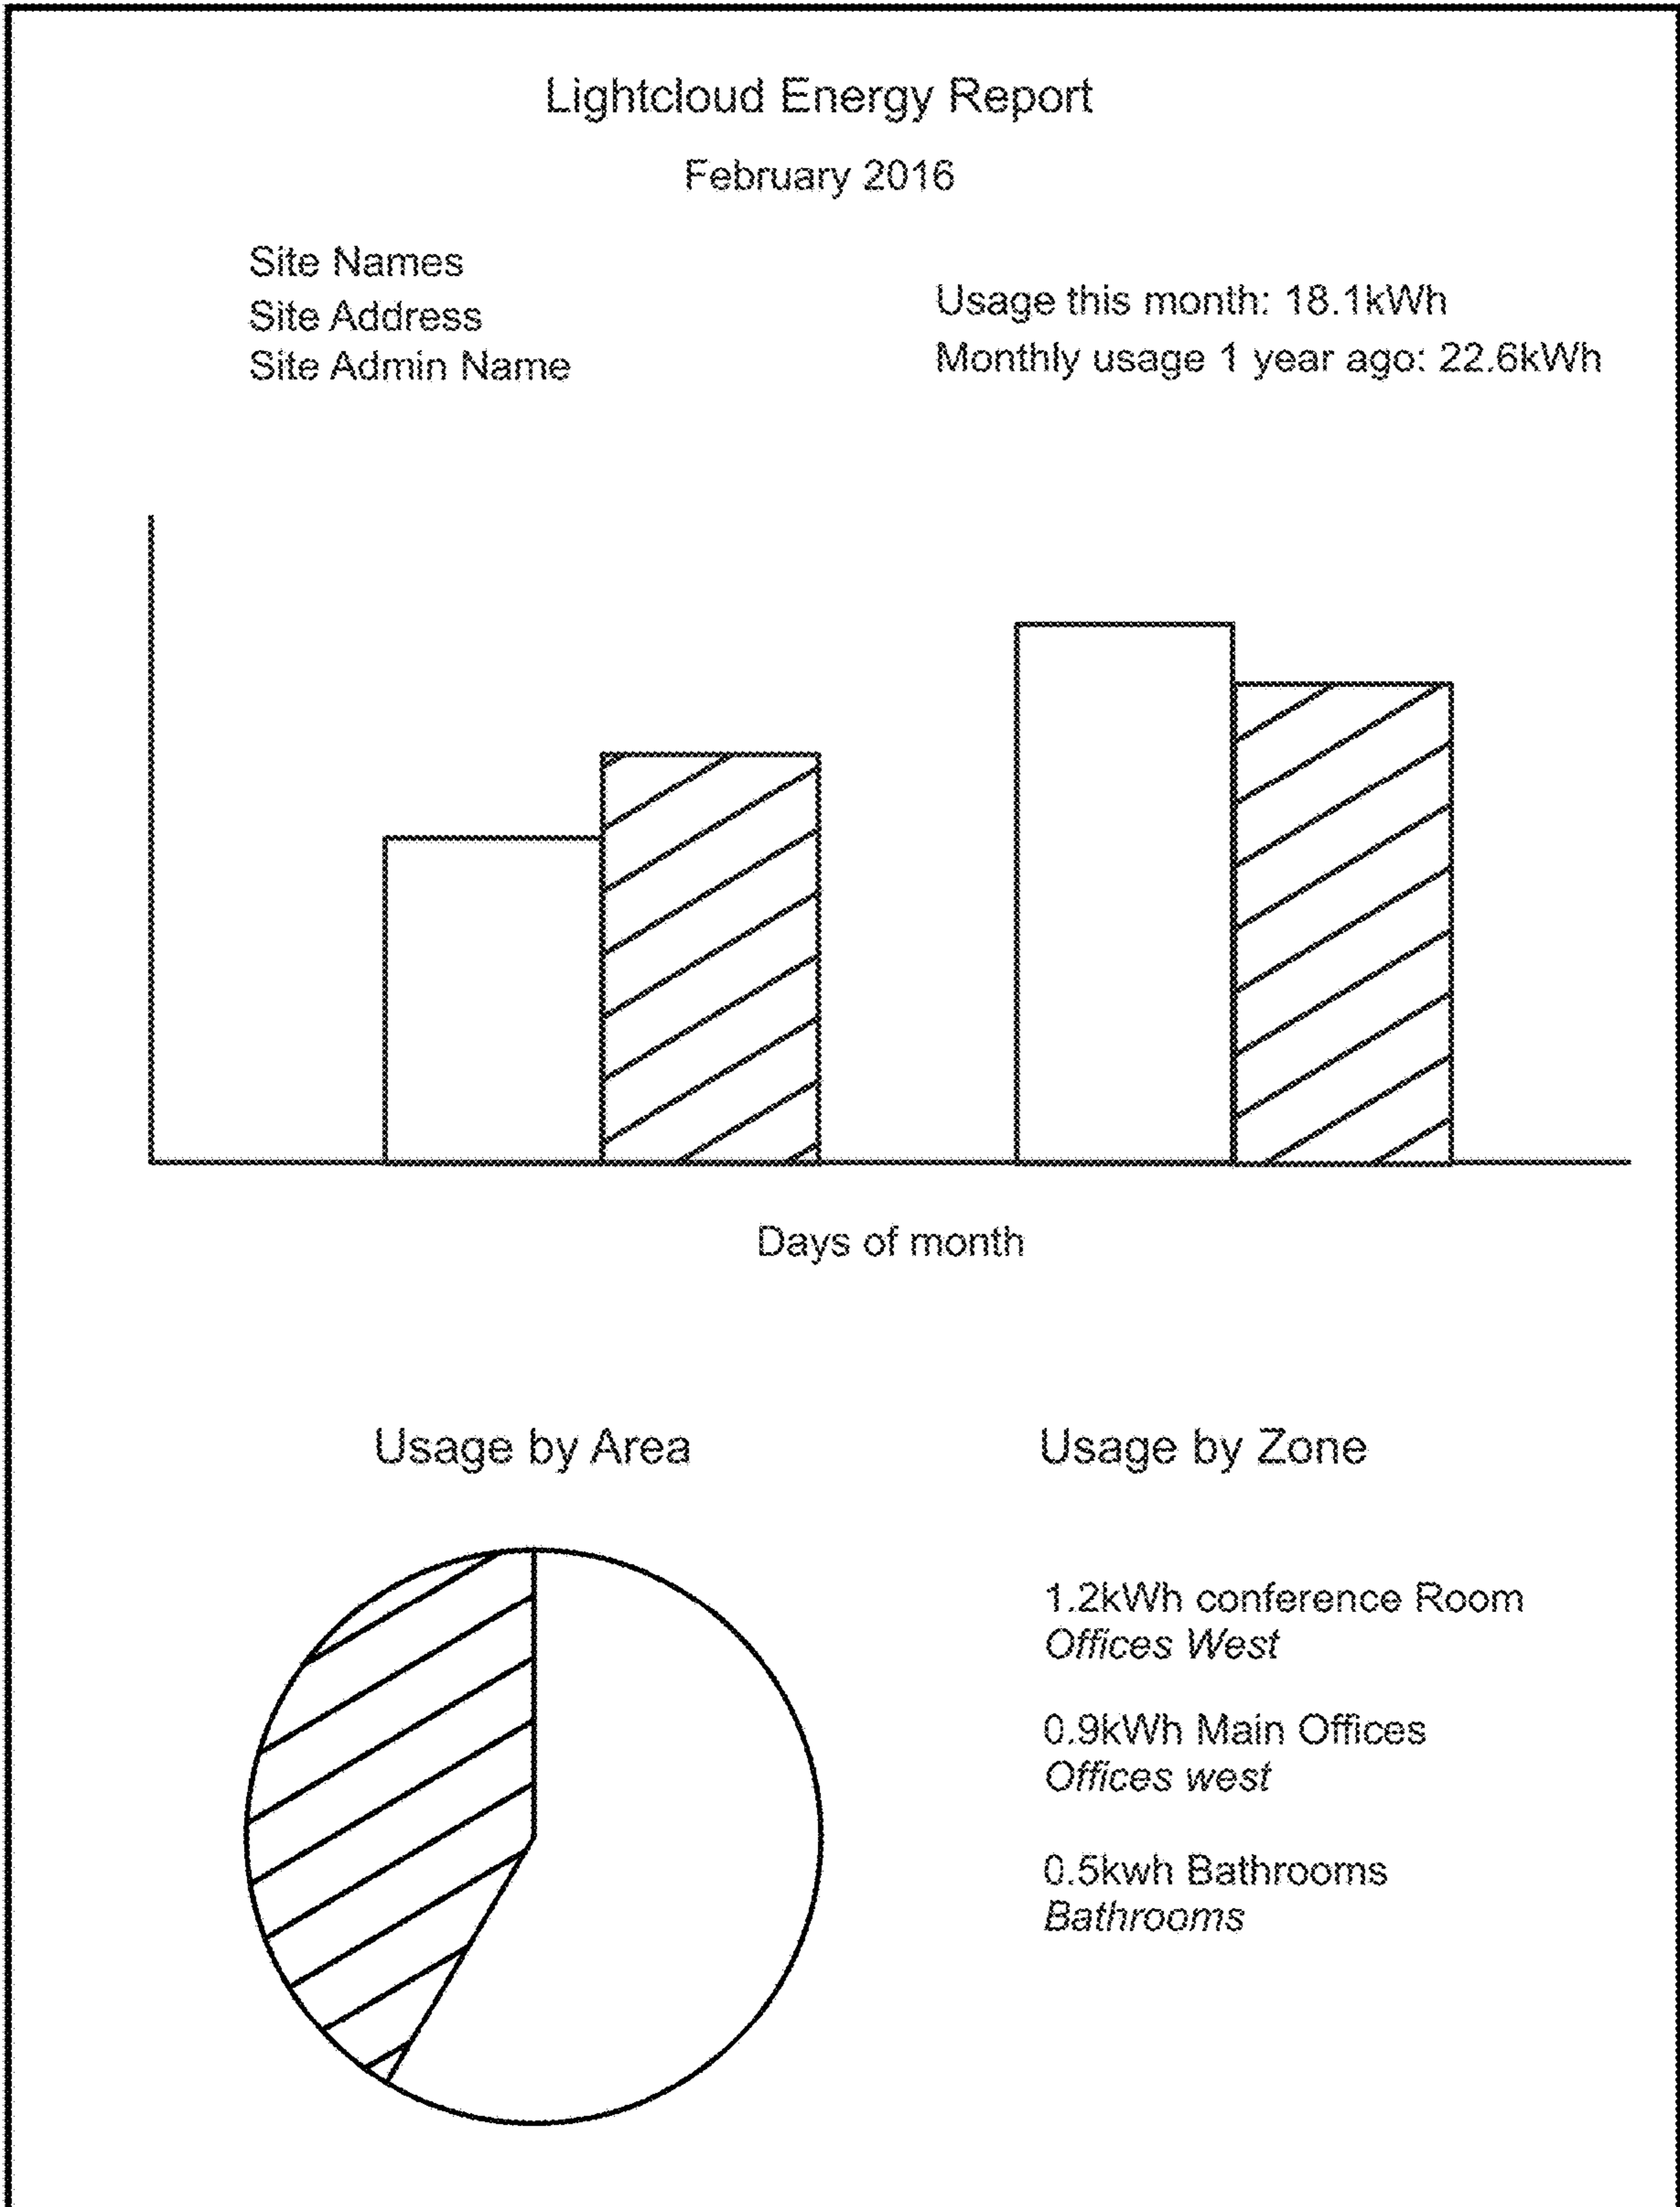 Lightcloud Energy Report
February 2016
Site Names
Site Address
Site Admin Name
Usage this month: 18.1kWh
Monthly usage 1 year ago: 22.6kWh
Days of month
Usage by Area
Usage by Zone
1.2kWh conference Room
Offices West
0.9kWh Main Offices
Offices west
0.5kwh Bathrooms
Bathrooms